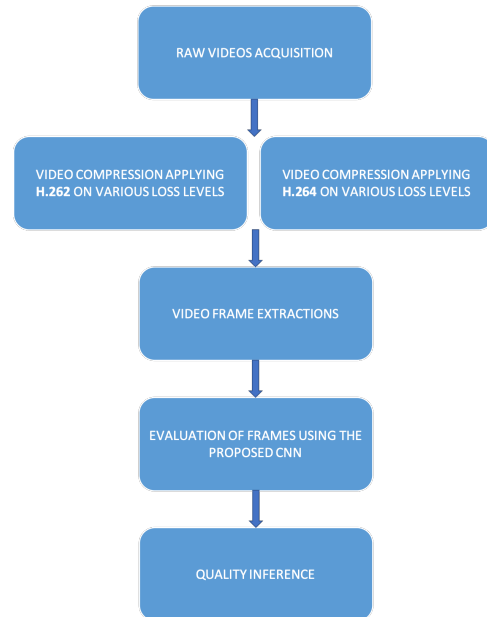 RAW VIDEOS ACQUISITION
VIDEO COMPRESSION APPLYING
H.262 ON VARIOUS LOSS LEVELS
VIDEO COMPRESSION APPLYING
H.264 ON VARIOUS LOSS LEVELS
VIDEO FRAME EXTRACTIONS
EVALUATION OF FRAMES USING THE
PROPOSED CNN
QUALITY INFERENCE